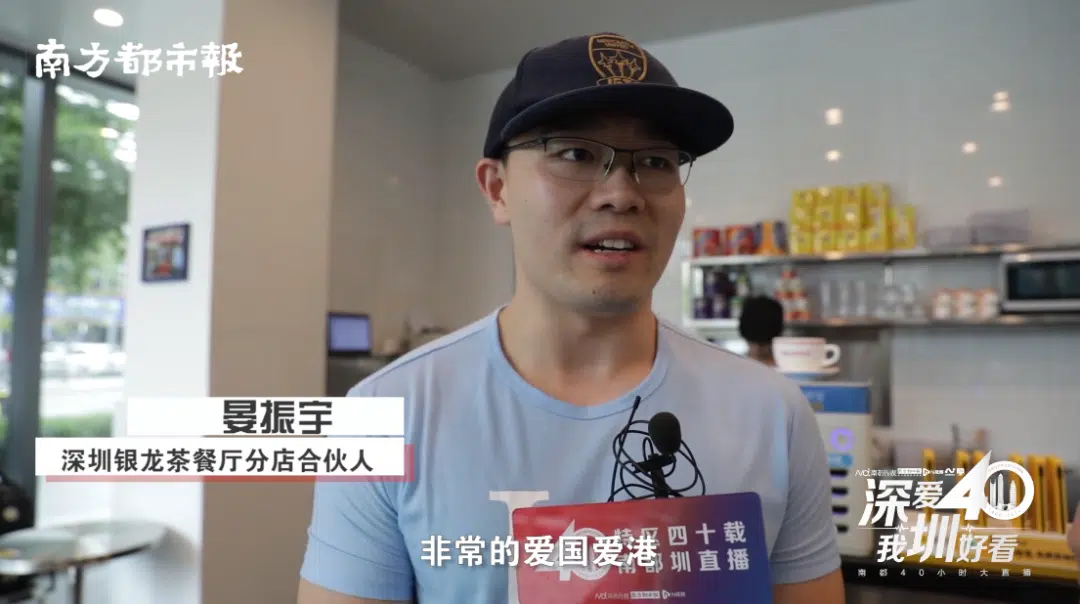 南方都市報
晏振宇
深圳银龙茶餐厅分店合伙人
特区四十载
南都圳直播
非常的爱国爱港
深爱40
我圳好看
南都40小时大直播